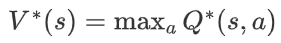 V*(s) = maxₐ Q*(s, a)